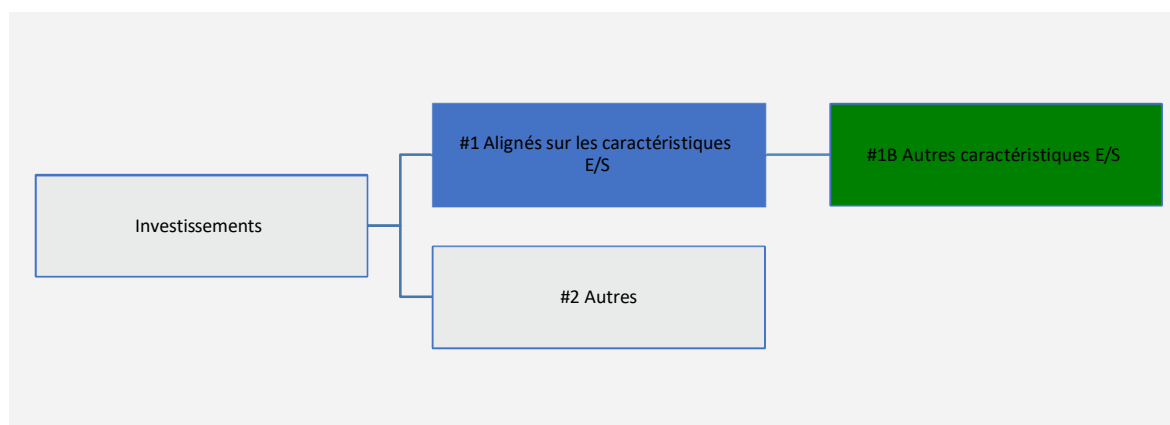 #1 Alignés sur les caractéristiques
E/S
#1B Autres caractéristiques E/S
Investissements
#2 Autres